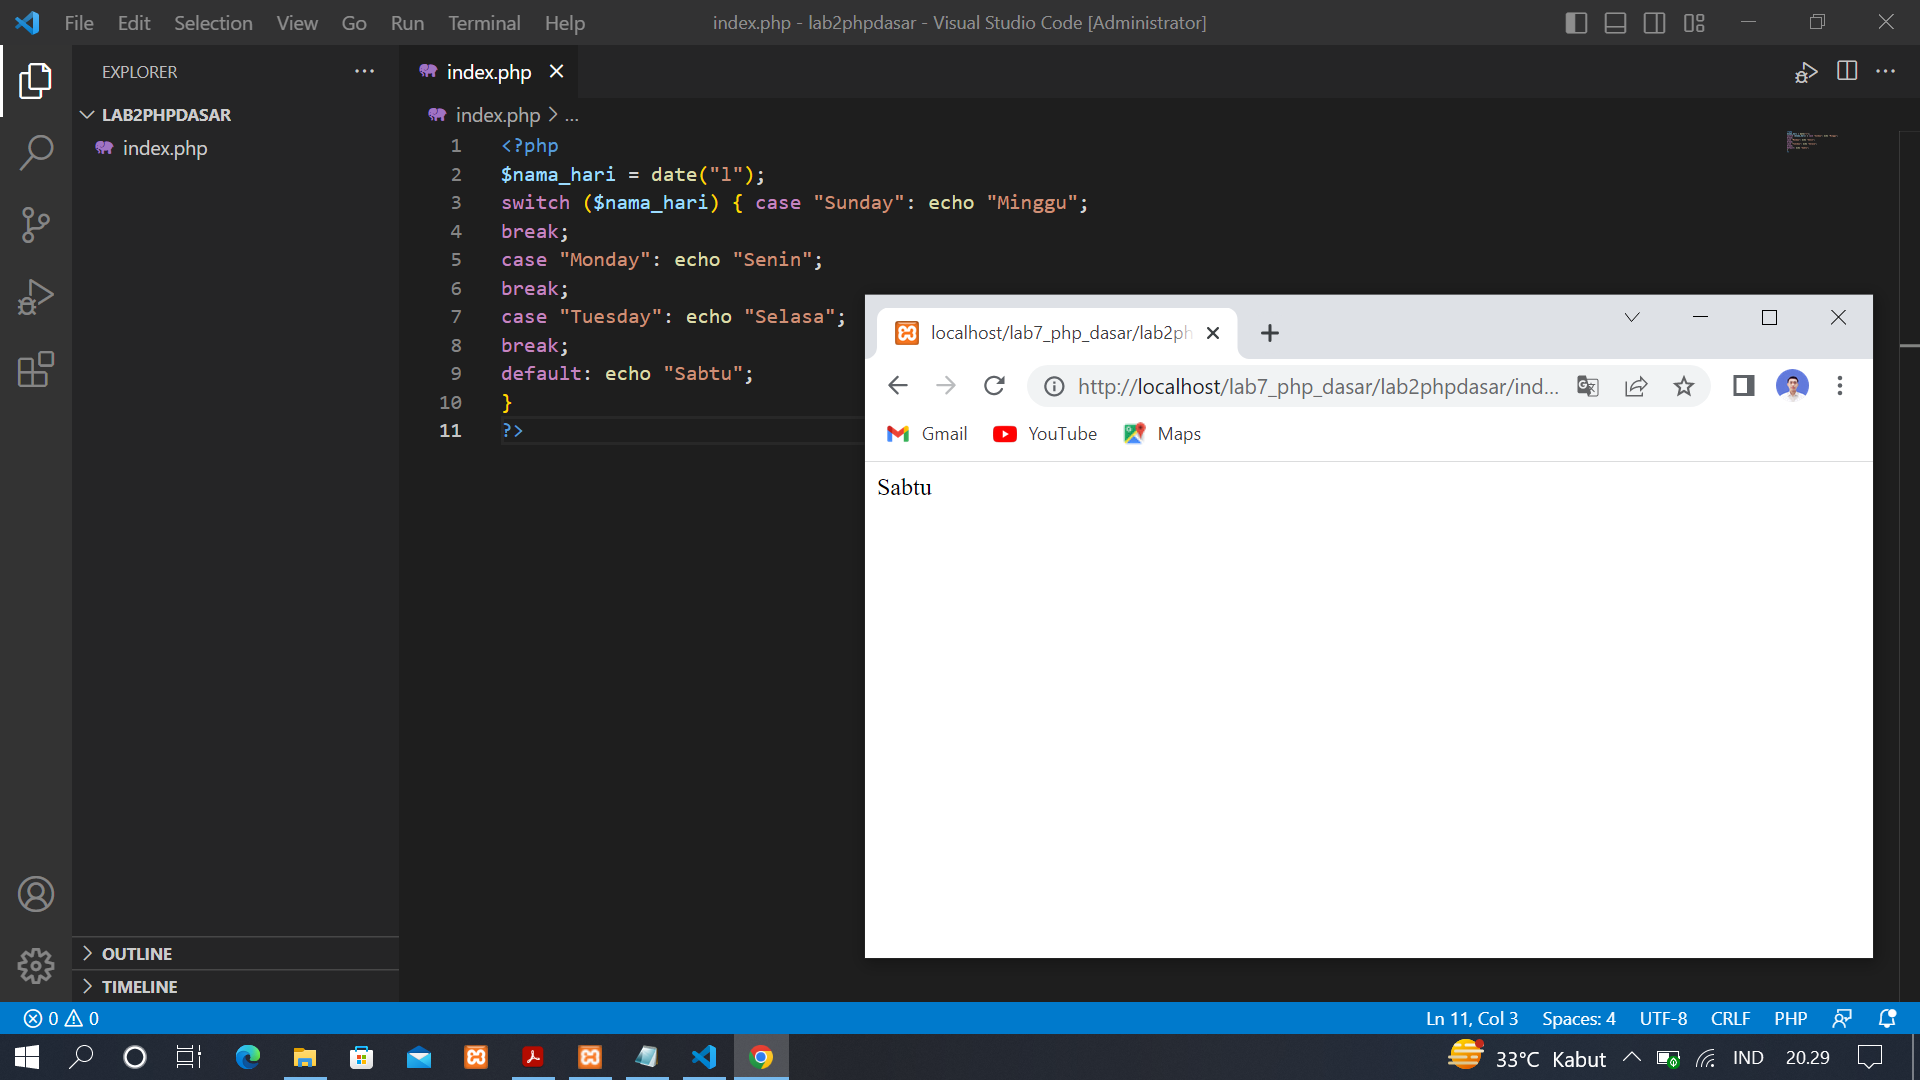 File Edit Selection View Go Run Terminal Help
index.php - lab2phpdasar - Visual Studio Code [Administrator]
EXPLORER
LAB2PHPDASAR
index.php
index.php
index.php > ...
1 <?php
2 $nama_hari = date("l");
3 switch ($nama_hari) { case "Sunday": echo "Minggu";
4 break;
5 case "Monday": echo "Senin";
6 break;
7 case "Tuesday": echo "Selasa";
8 break;
9 default: echo "Sabtu";
10 }
11 ?>
localhost/lab7_php_dasar/lab2ph
http://localhost/lab7_php_dasar/lab2phpdasar/ind...
Gmail YouTube Maps
Sabtu
OUTLINE
TIMELINE
0 0
Ln 11, Col 3 Spaces: 4 UTF-8 CRLF PHP
33°C Kabut IND 20.29